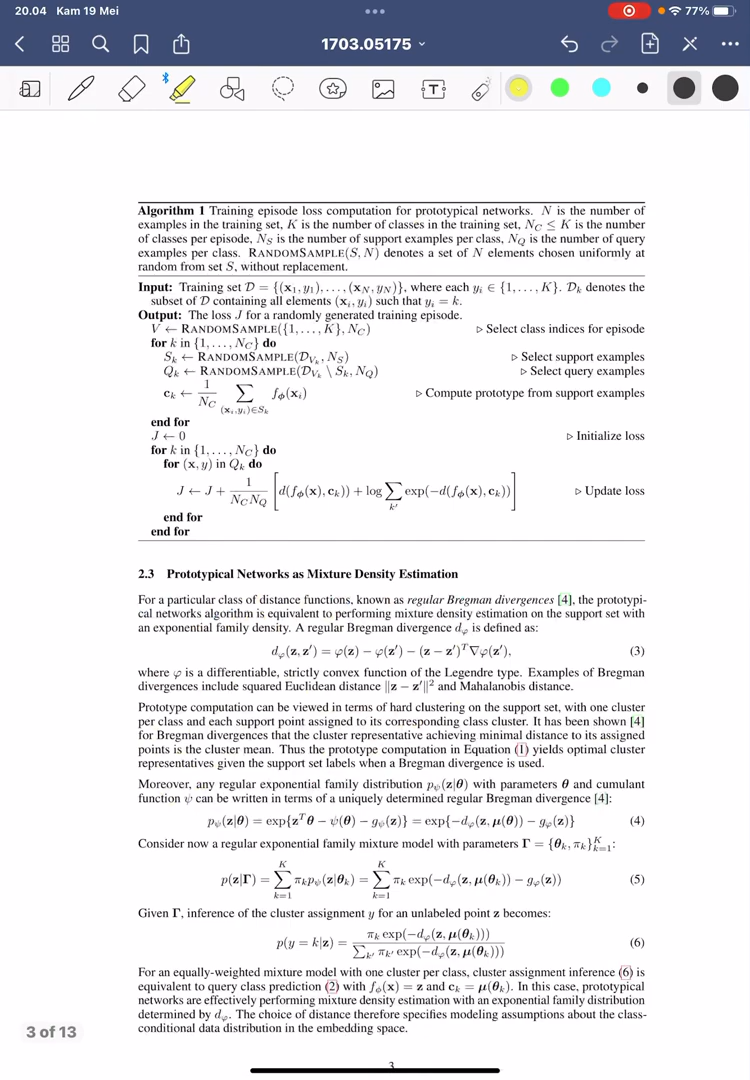 20.04 Kam 19 Mei
77%
1703.05175
Algorithm 1 Training episode loss computation for prototypical networks. N is the number of
examples in the training set, K is the number of classes in the training set, N_C ≤ K is the number
of classes per episode, N_S is the number of support examples per class, N_Q is the number of query
examples per class. RANDOMSAMPLE(S, N) denotes a set of N elements chosen uniformly at
random from set S, without replacement.
Input: Training set D = {(x₁, y₁), . . . , (x_N, y_N)}, where each y_i ∈ {1, . . . , K}. D_k denotes the
subset of D containing all elements (x_i, y_i) such that y_i = k.
Output: The loss J for a randomly generated training episode.
V ← RANDOMSAMPLE({1, . . . , K}, N_C) ▷ Select class indices for episode
for k in {1, . . . , N_C} do
S_k ← RANDOMSAMPLE(D_{V_k}, N_S) ▷ Select support examples
Q_k ← RANDOMSAMPLE(D_{V_k} \ S_k, N_Q) ▷ Select query examples
c_k ← 1/N_C ∑_{(x_i,y_i)∈S_k} f_ϕ(x_i) ▷ Compute prototype from support examples
end for
J ← 0 ▷ Initialize loss
for k in {1, . . . , N_C} do
for (x, y) in Q_k do
J ← J + 1/(N_C N_Q) [d(f_ϕ(x), c_k)) + log ∑_{k'} exp(−d(f_ϕ(x), c_k))] ▷ Update loss
end for
end for
2.3 Prototypical Networks as Mixture Density Estimation
For a particular class of distance functions, known as regular Bregman divergences [4], the prototypi-
cal networks algorithm is equivalent to performing mixture density estimation on the support set with
an exponential family density. A regular Bregman divergence d_φ is defined as:
d_φ(z, z′) = φ(z) − φ(z′) − (z − z′)ᵀ∇φ(z′), (3)
where φ is a differentiable, strictly convex function of the Legendre type. Examples of Bregman
divergences include squared Euclidean distance ‖z − z′‖² and Mahalanobis distance.
Prototype computation can be viewed in terms of hard clustering on the support set, with one cluster
per class and each support point assigned to its corresponding class cluster. It has been shown [4]
for Bregman divergences that the cluster representative achieving minimal distance to its assigned
points is the cluster mean. Thus the prototype computation in Equation (1) yields optimal cluster
representatives given the support set labels when a Bregman divergence is used.
Moreover, any regular exponential family distribution p_ψ(z|θ) with parameters θ and cumulant
function ψ can be written in terms of a uniquely determined regular Bregman divergence [4]:
p_ψ(z|θ) = exp{zᵀθ − ψ(θ) − g_ψ(z)} = exp{−d_φ(z, μ(θ)) − g_φ(z)} (4)
Consider now a regular exponential family mixture model with parameters Γ = {θ_k, π_k}_{k=1}^K:
p(z|Γ) = ∑_{k=1}^K π_k p_ψ(z|θ_k) = ∑_{k=1}^K π_k exp(−d_φ(z, μ(θ_k)) − g_φ(z)) (5)
Given Γ, inference of the cluster assignment y for an unlabeled point z becomes:
p(y = k|z) = π_k exp(−d_φ(z, μ(θ_k))) / ∑_{k'} π_{k'} exp(−d_φ(z, μ(θ_k))) (6)
For an equally-weighted mixture model with one cluster per class, cluster assignment inference (6) is
equivalent to query class prediction (2) with f_ϕ(x) = z and c_k = μ(θ_k). In this case, prototypical
networks are effectively performing mixture density estimation with an exponential family distribution
determined by d_φ. The choice of distance therefore specifies modeling assumptions about the class-
conditional data distribution in the embedding space.
3 of 13
3